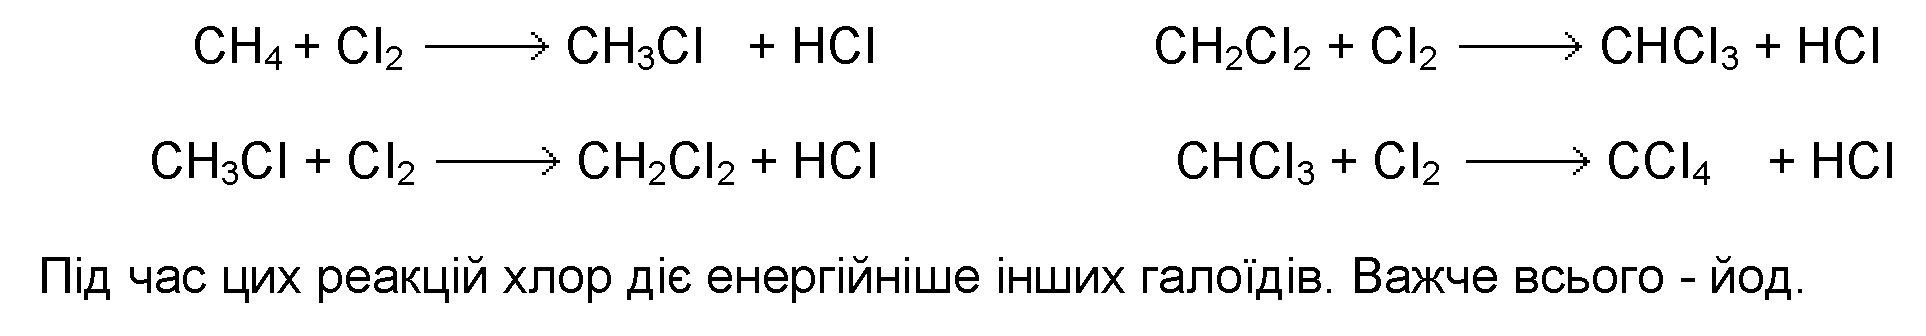 CH₄ + Cl₂ ⟶ CH₃Cl + HCl
CH₂Cl₂ + Cl₂ ⟶ CHCl₃ + HCl
CH₃Cl + Cl₂ ⟶ CH₂Cl₂ + HCl
CHCl₃ + Cl₂ ⟶ CCl₄ + HCl
Під час цих реакцій хлор діє енергійніше інших галоїдів. Важче всього - йод.